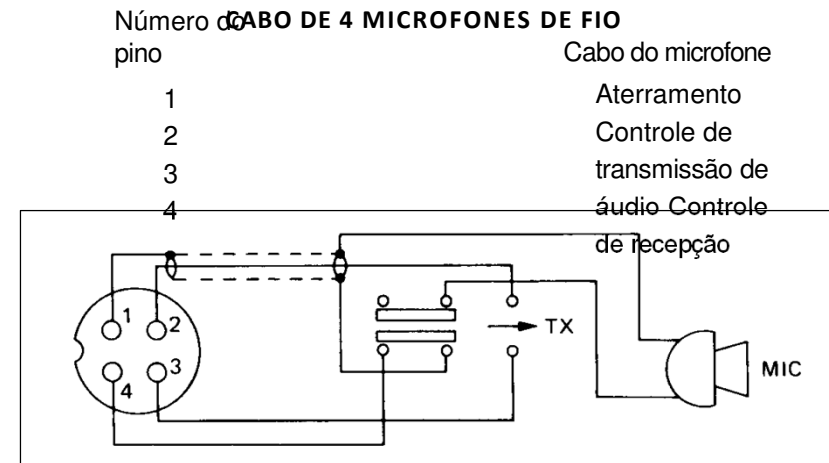 CABO DE 4 MICROFONES DE FIO
Número do
pino
Cabo do microfone
1
Aterramento
2
Controle de
3
transmissão de
4
áudio Controle
de recepção
1
2
3
4
TX
MIC